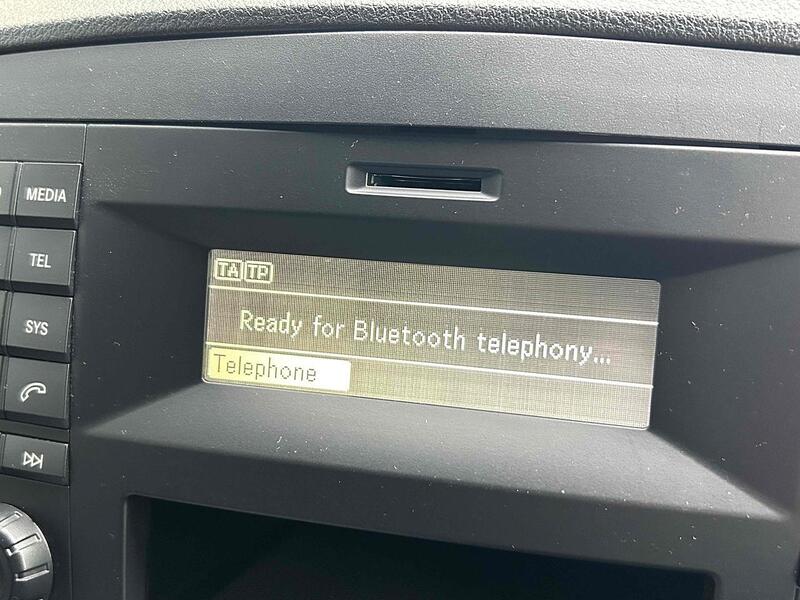 MEDIA
TEL
SYS
TA TP
Ready for Bluetooth telephony...
Telephone